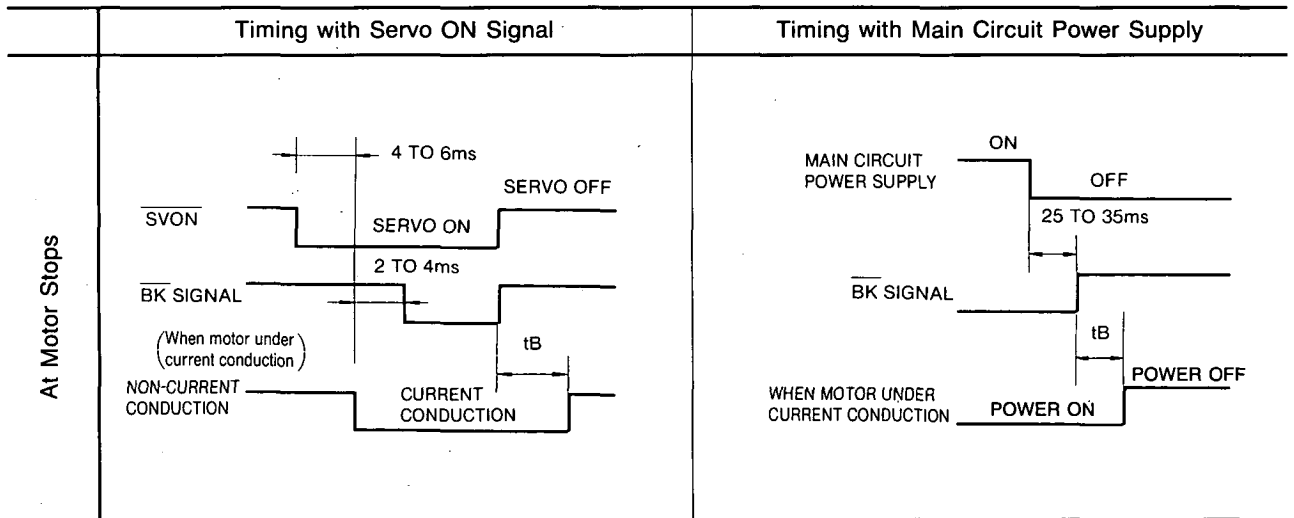 Timing with Servo ON Signal
Timing with Main Circuit Power Supply
At Motor Stops
4 TO 6ms
SERVO OFF
SVON
SERVO ON
2 TO 4ms
BK SIGNAL
(When motor under
current conduction)
tB
NON-CURRENT
CONDUCTION
CURRENT
CONDUCTION
ON
MAIN CIRCUIT
POWER SUPPLY
OFF
25 TO 35ms
BK SIGNAL
tB
POWER OFF
WHEN MOTOR UNDER
CURRENT CONDUCTION
POWER ON